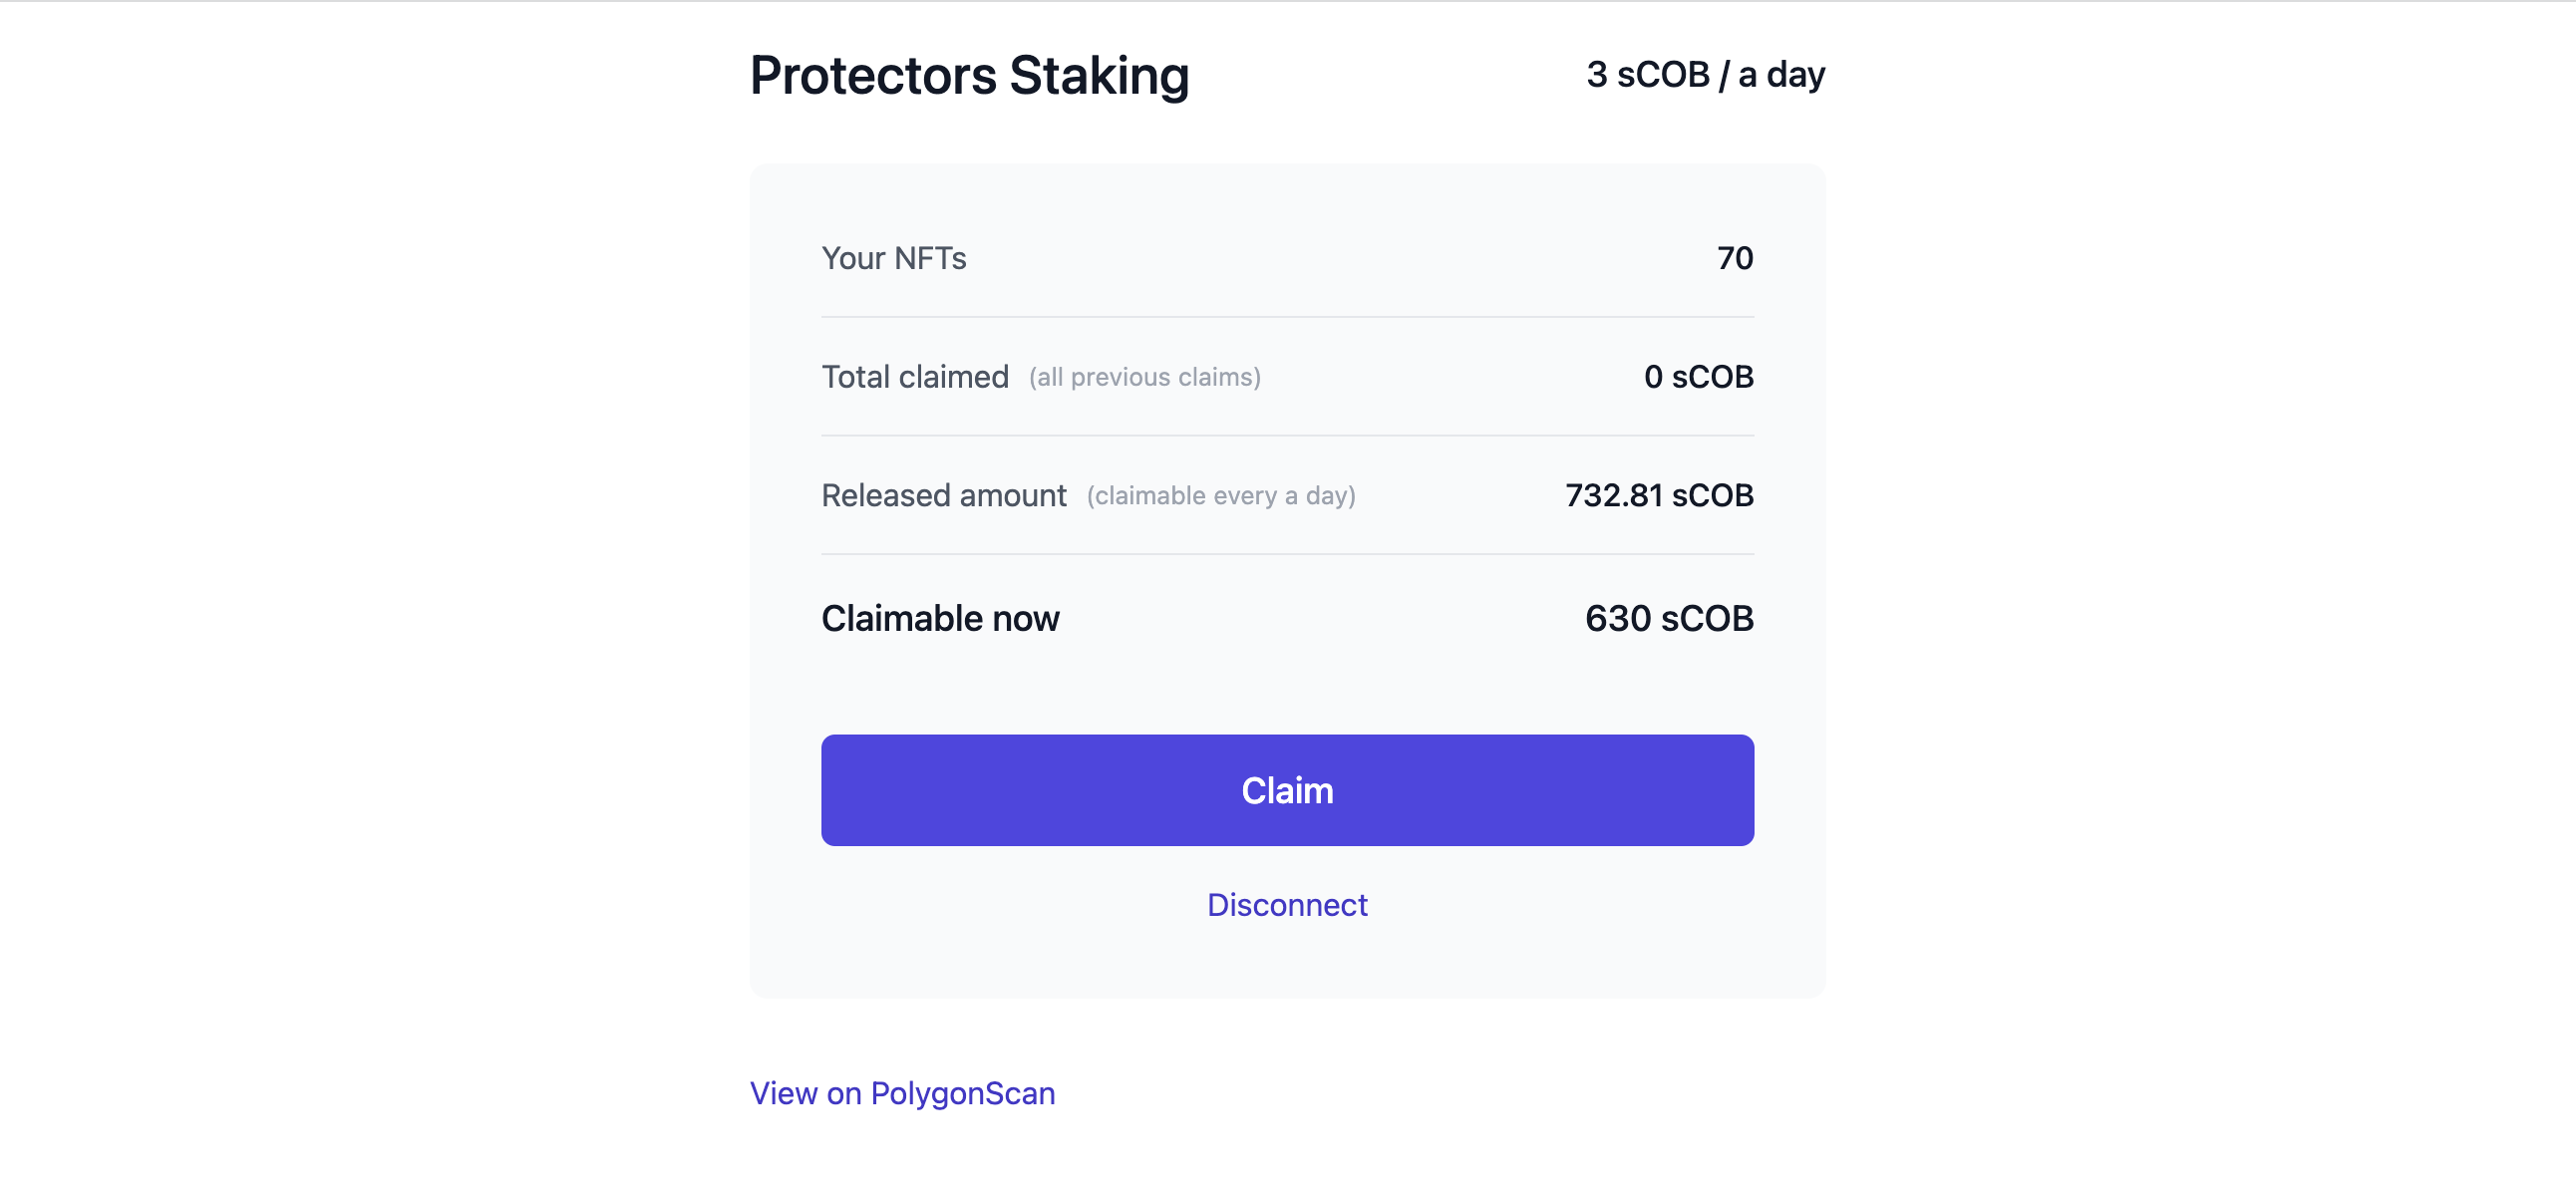 Protectors Staking 3 sCOB / a day
Your NFTs 70
Total claimed (all previous claims) 0 sCOB
Released amount (claimable every a day) 732.81 sCOB
Claimable now 630 sCOB
Claim
Disconnect
View on PolygonScan